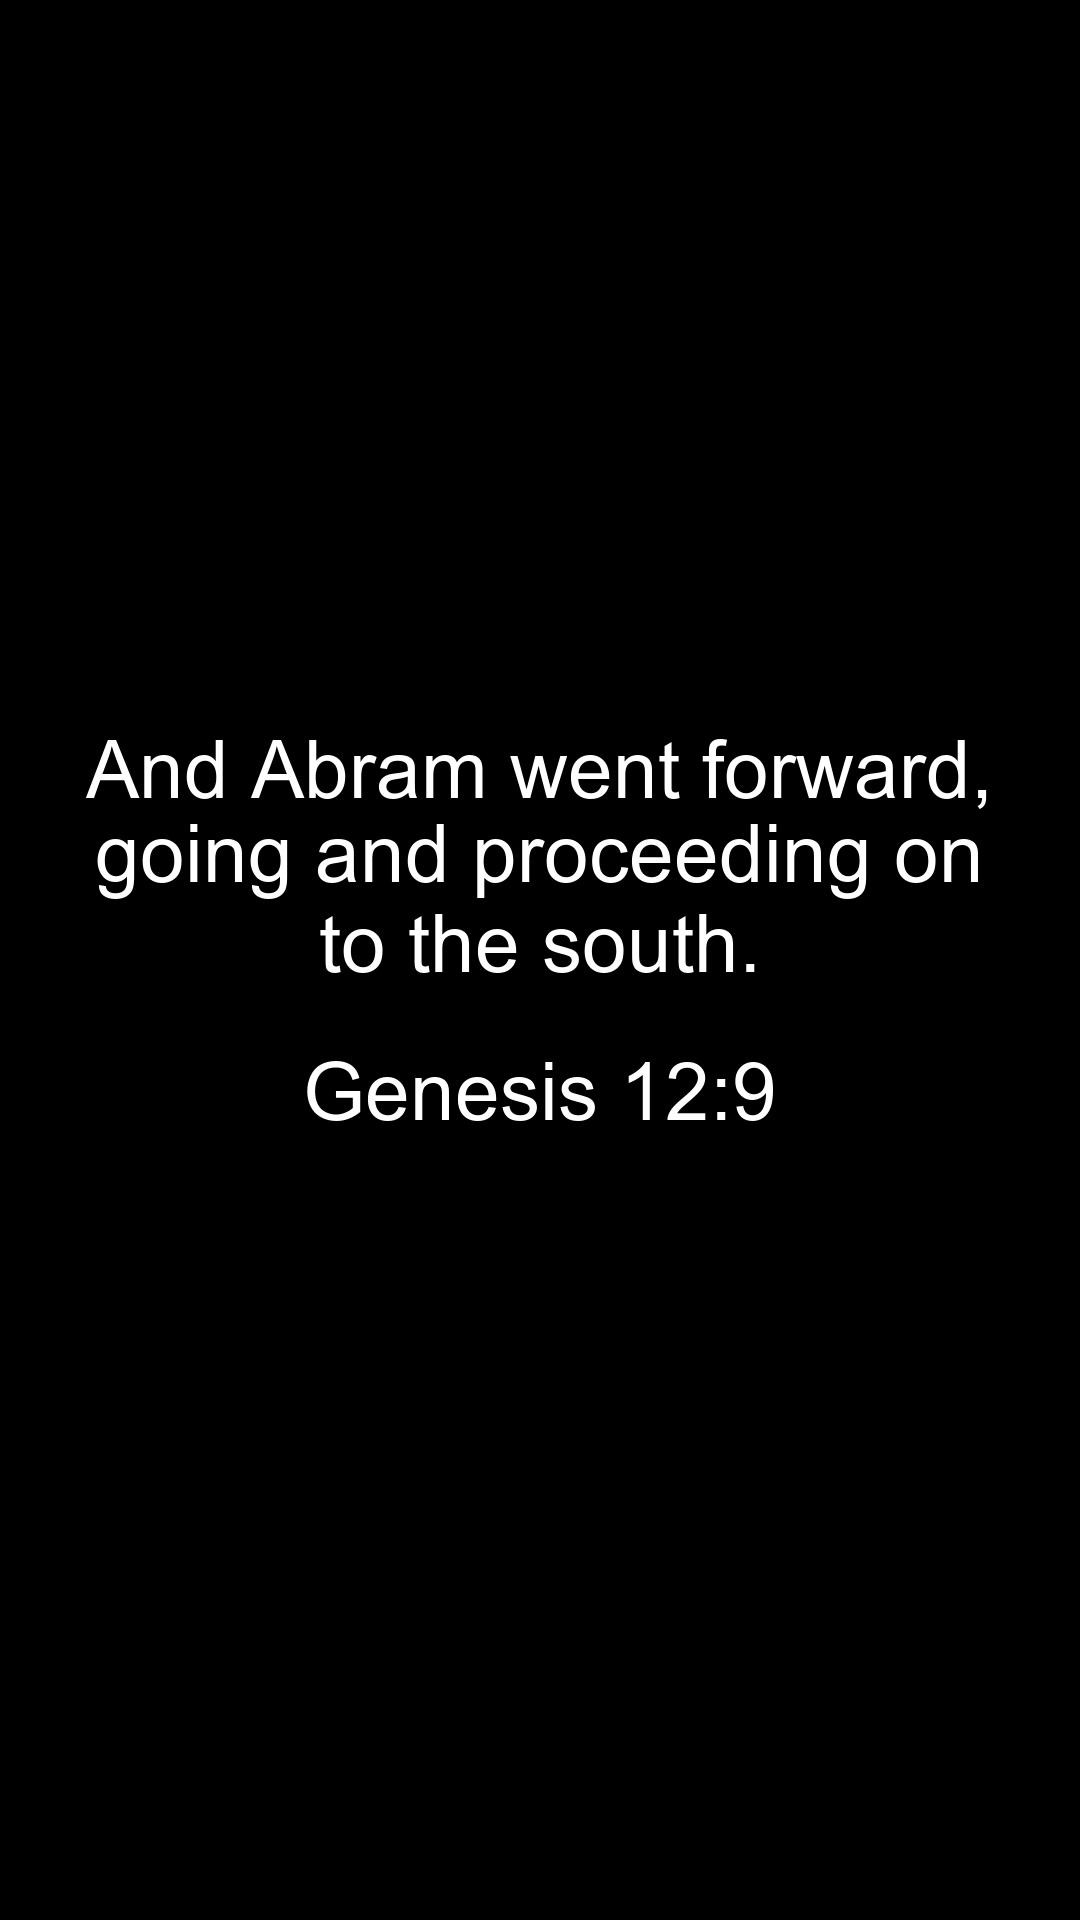 And Abram went forward,
going and proceeding on
to the south.
Genesis 12:9